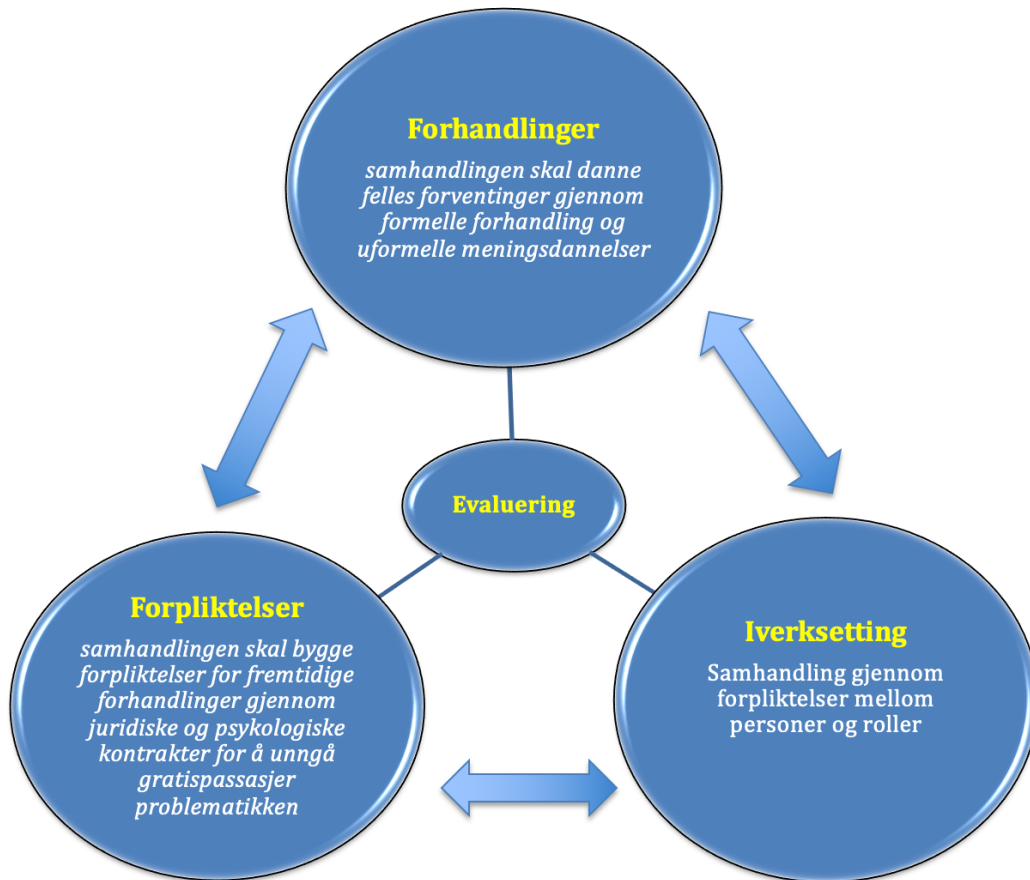 Forhandlinger
samhandlingen skal danne
felles forventinger gjennom
formelle forhandling og
uformelle meningsdannelser
Evaluering
Forpliktelser
samhandlingen skal bygge
forpliktelser for fremtidige
forhandlinger gjennom
juridiske og psykologiske
kontrakter for å unngå
gratispassasjer
problematikken
Iverksetting
Samhandling gjennom
forpliktelser mellom
personer og roller